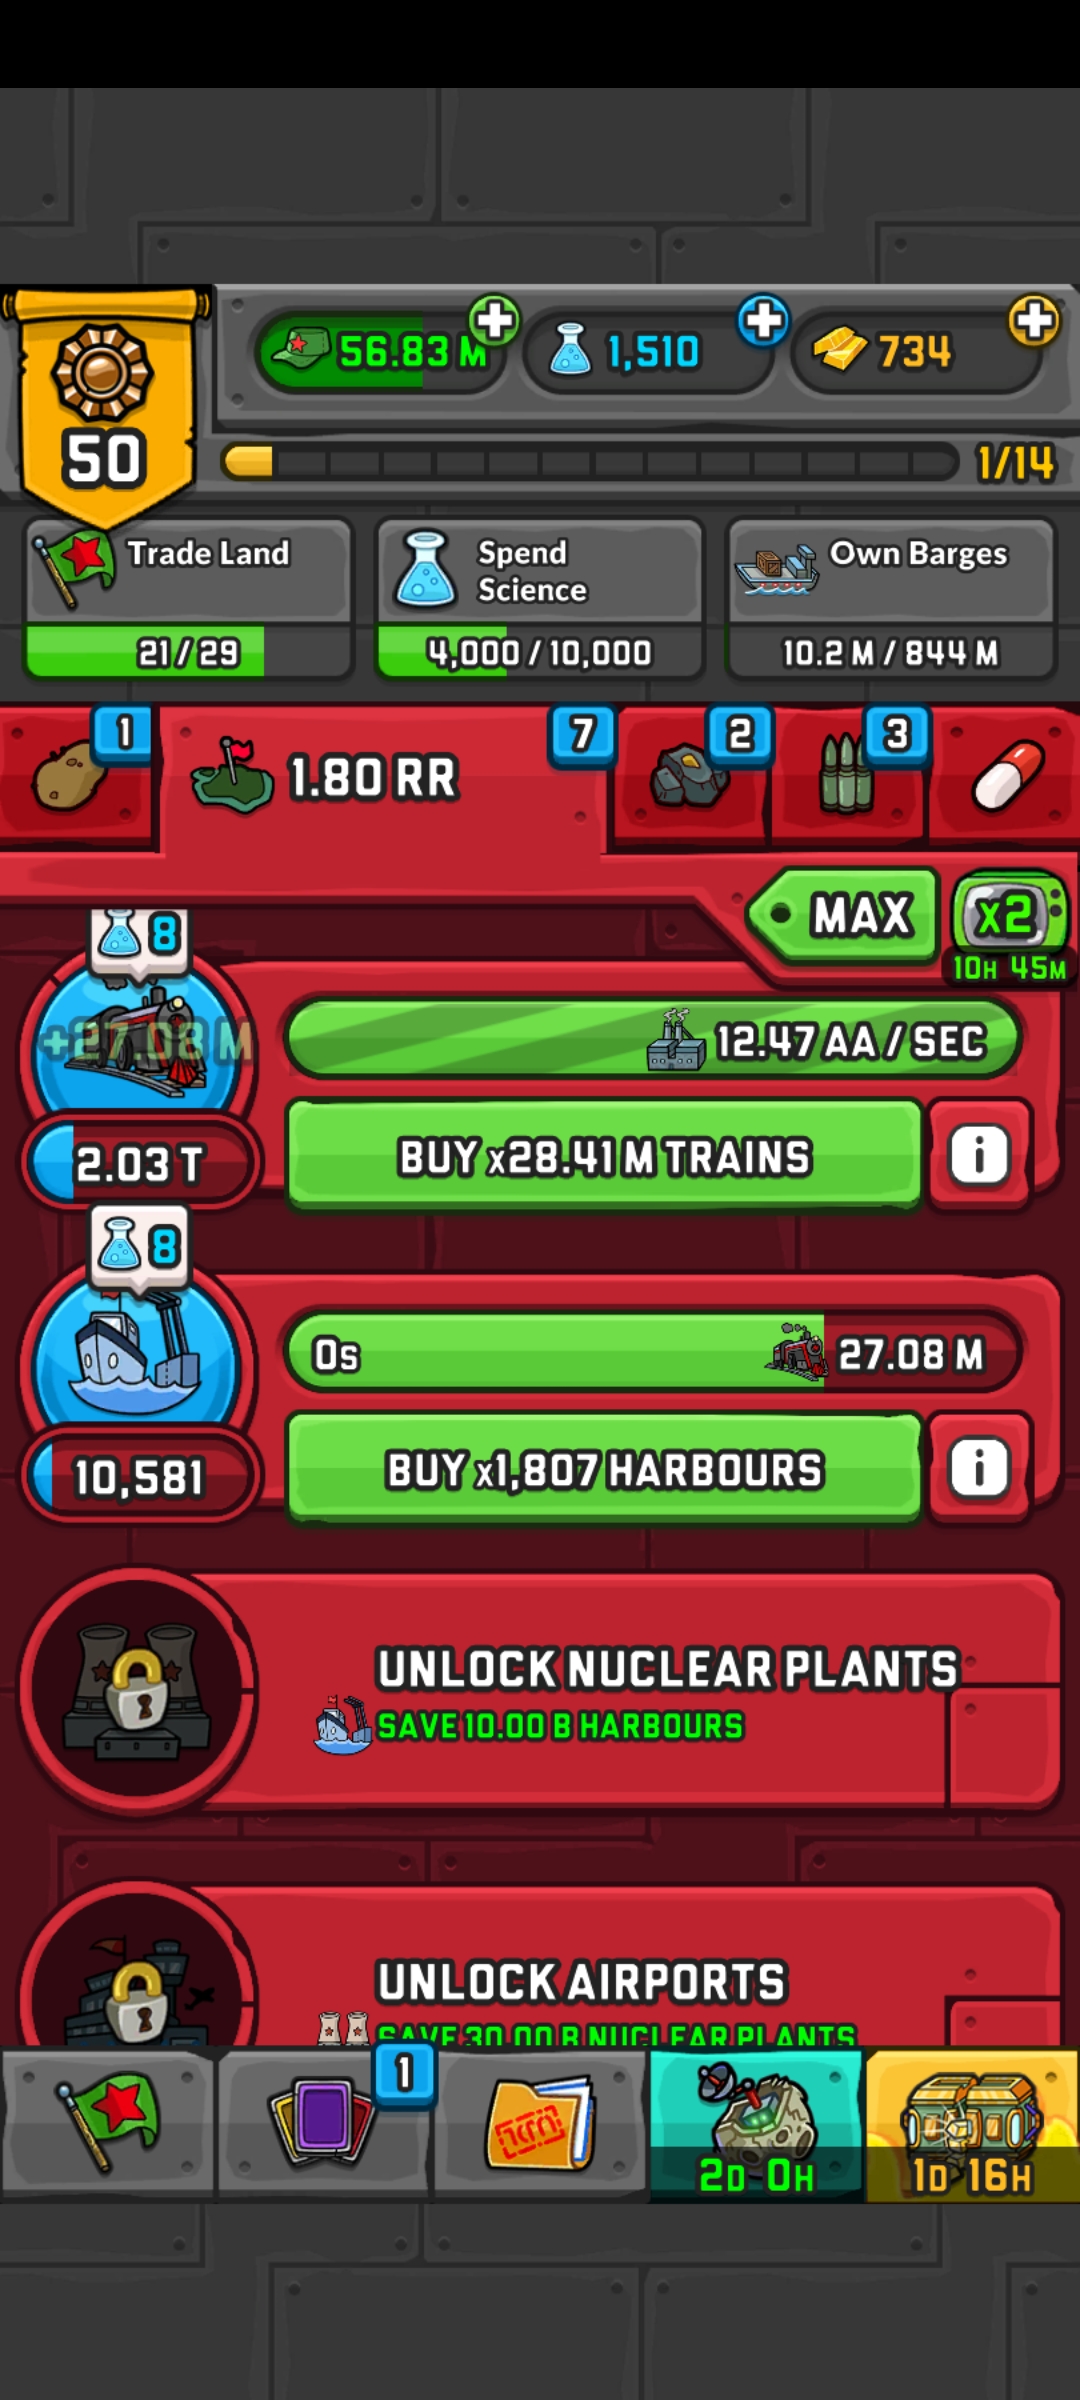 56.83 M
1,510
734
50
1/14
Trade Land
21/29
Spend
Science
4,000/10,000
Own Barges
10.2 M/844 M
1
1.80 RR
7
2
3
MAX
x2
10H 45M
8
+27.08 M
12.47 AA / SEC
2.03 T
BUY x28.41 M TRAINS
i
8
0s
27.08 M
10,581
BUY x1,807 HARBOURS
i
UNLOCK NUCLEAR PLANTS
SAVE 10.00 B HARBOURS
UNLOCK AIRPORTS
SAVE 30.00 B NUCLEAR PLANTS
1
2D 0H
1D 16H